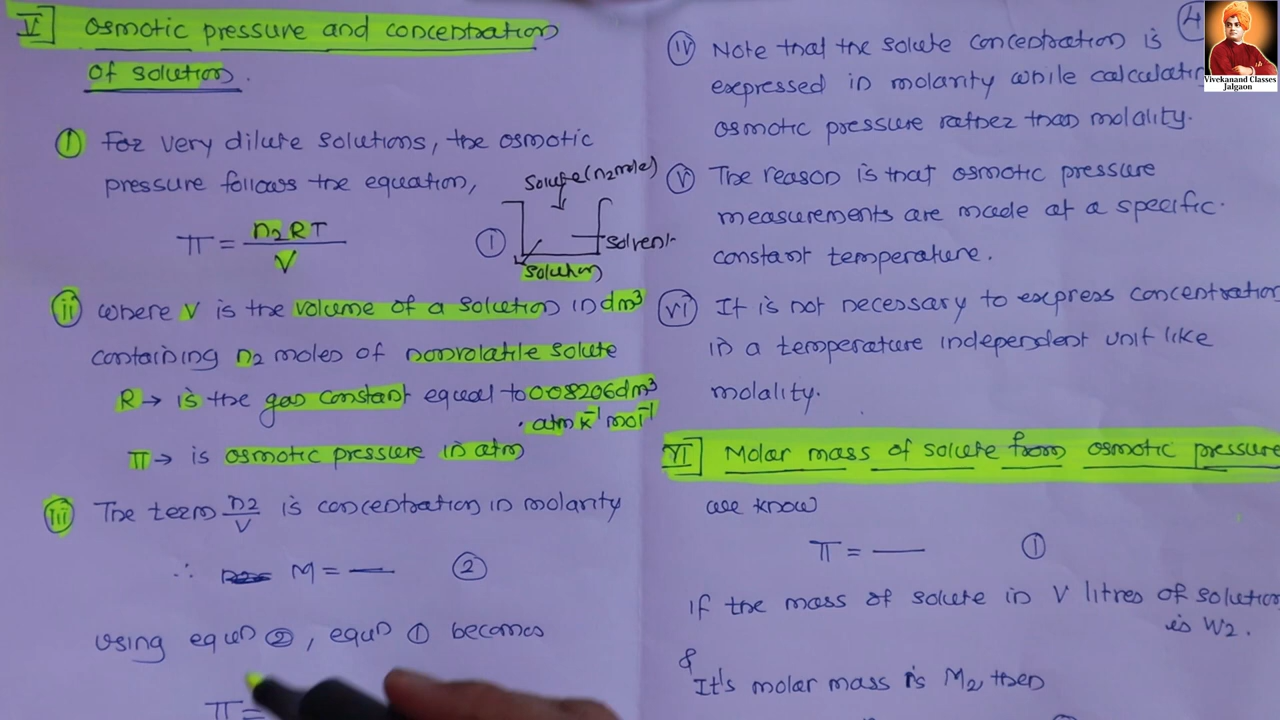 V] Osmotic pressure and concentration
of solution.
① For very dilute solutions, the osmotic
pressure follows the equation,
π = n₂RT / V
①
Solute(n₂mole)
Solvent
Solution
ⅱ where V is the volume of a solution in dm³
containing n₂ moles of nonvolatile solute
R → is the gas constant equal to 0.08206 dm³
. atm K⁻¹ mol⁻¹
π → is osmotic pressure in atm
ⅲ The term n₂/V is concentration in molarity
∴ M = — ②
using equn ②, equn ① becomes
π =
4
ⅳ Note that the solute concentration is
expressed in molarity while calculatin
osmotic pressure rather than molality.
ⅴ The reason is that osmotic pressure
measurements are made at a specific.
constant temperature.
ⅵ It is not necessary to express concentration
in a temperature independent unit like
molality.
VI] Molar mass of solute from osmotic pressure
we know
π = — ①
If the mass of solute in V litres of solution
is W₂.
&
It's molar mass is M₂ then
Vivekanand Classes
Jalgaon